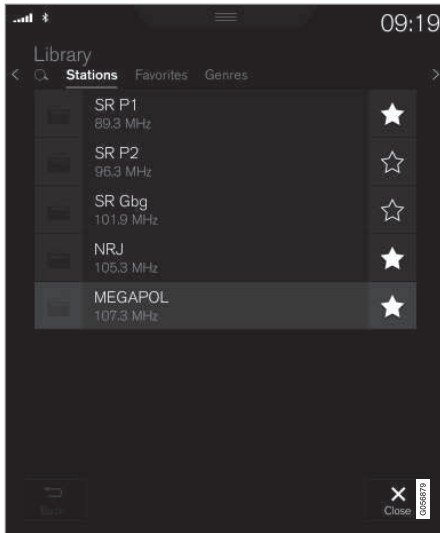 09:19
Library
Stations Favorites Genres
SR P1
89.3 MHz
SR P2
96.3 MHz
SR Gbg
101.9 MHz
NRJ
105.3 MHz
MEGAPOL
107.3 MHz
Back
Close
G056879